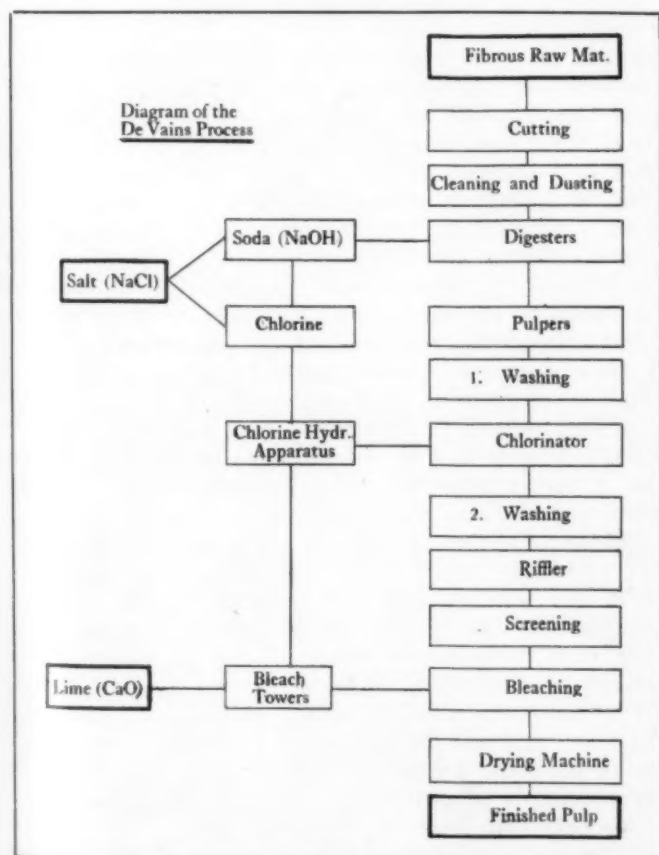 Diagram of the
De Vains Process
Fibrous Raw Mat.
Cutting
Cleaning and Dusting
Soda (NaOH)
Digesters
Salt (NaCl)
Chlorine
Pulpers
1. Washing
Chlorine Hydr.
Apparatus
Chlorinator
2. Washing
Riffler
Screening
Lime (CaO)
Bleach
Towers
Bleaching
Drying Machine
Finished Pulp